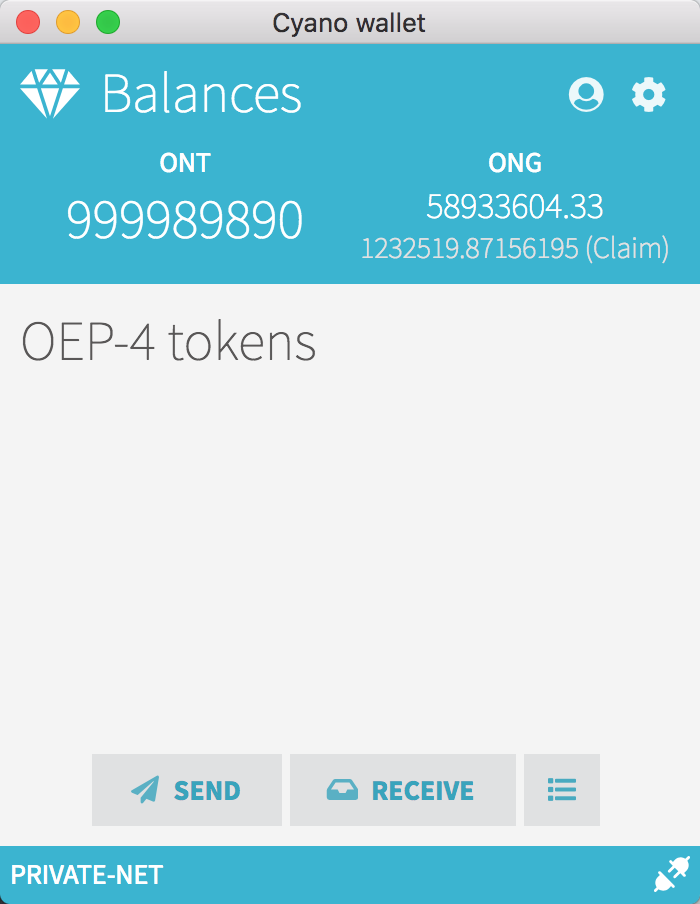 Cyano wallet
Balances
ONT
999989890
ONG
58933604.33
1232519.87156195 (Claim)
OEP-4 tokens
SEND
RECEIVE
PRIVATE-NET